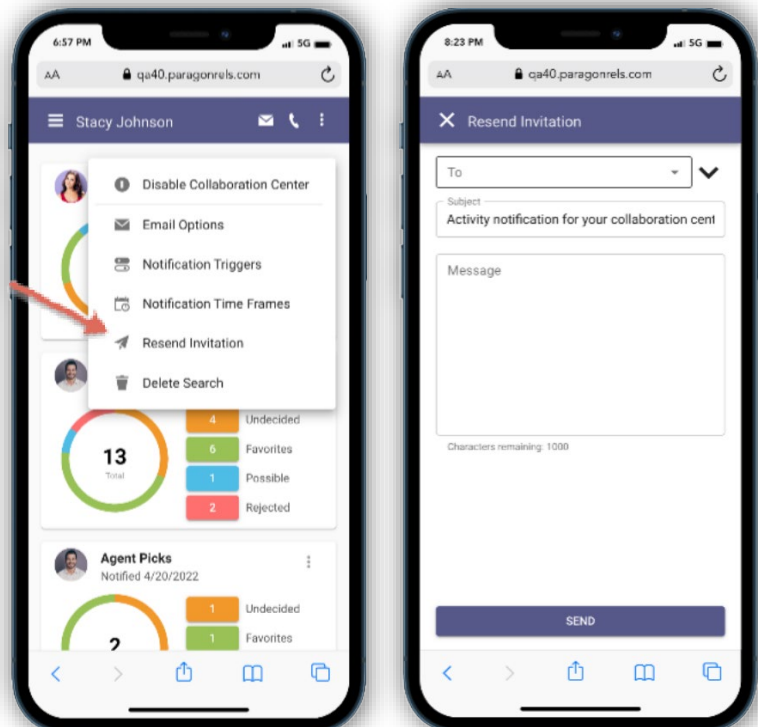 6:57 PM
5G
AA
qa40.paragonrels.com
Stacy Johnson
Disable Collaboration Center
Email Options
Notification Triggers
Notification Time Frames
Resend Invitation
Delete Search
13
Total
4 Undecided
6 Favorites
1 Possible
2 Rejected
Agent Picks
Notified 4/20/2022
2
1 Undecided
1 Favorites
8:23 PM
5G
AA
qa40.paragonrels.com
Resend Invitation
To
Subject
Activity notification for your collaboration cent
Message
Characters remaining: 1000
SEND